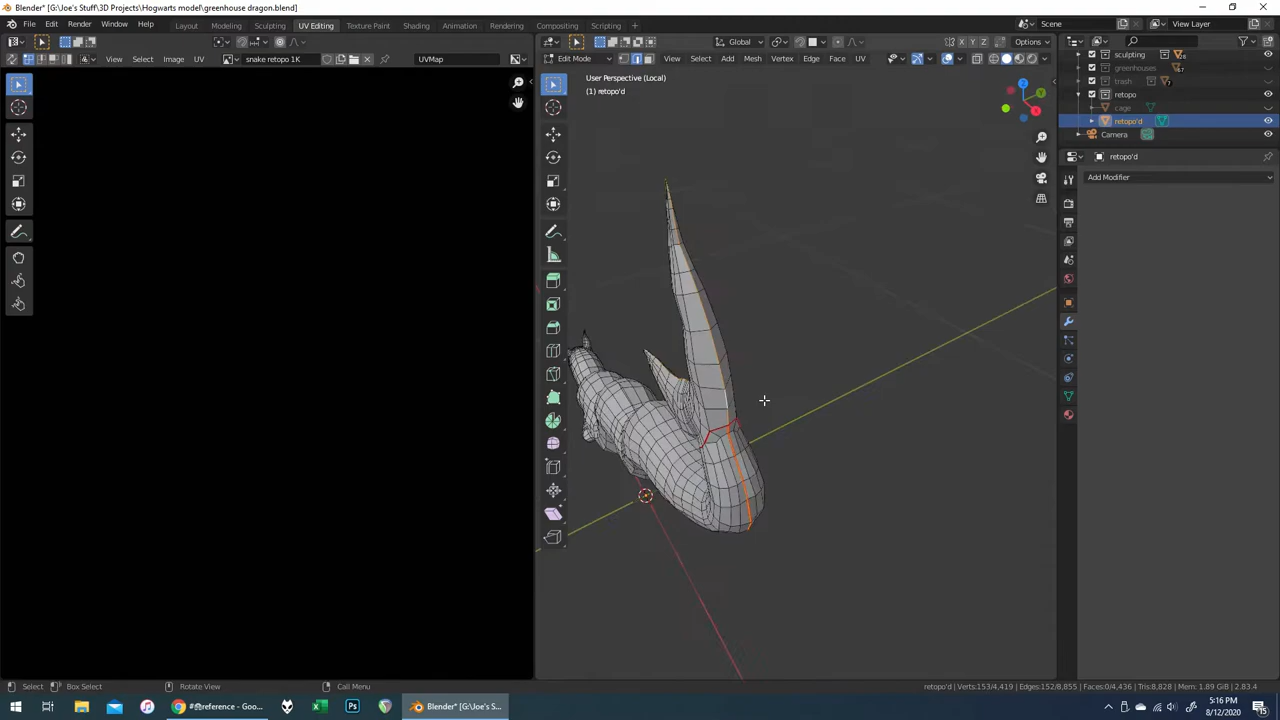 Blender* [G:\Joe's Stuff\3D Projects\Hogwarts model\greenhouse dragon.blend]
File Edit Render Window Help
Layout Modeling Sculpting UV Editing Texture Paint Shading Animation Rendering Compositing Scripting
Scene
View Layer
View Select Image UV
snake retopo 1K
UVMap
Global
Options
Edit Mode
View Select Add Mesh Vertex Edge Face UV
User Perspective (Local)
(1) retopo'd
sculpting
greenhouses
trash
retopo
cage
retopo'd
Camera
retopo'd
Add Modifier
Select
Box Select
Rotate View
Call Menu
retopo'd | Verts:153/4,419 | Edges:152/8,855 | Faces:0/4,436 | Tris:8,828 | Mem: 1.89 GiB | 2.83.4
#🤖reference - Goo...
Blender* [G:\Joe's S...
5:16 PM
8/12/2020